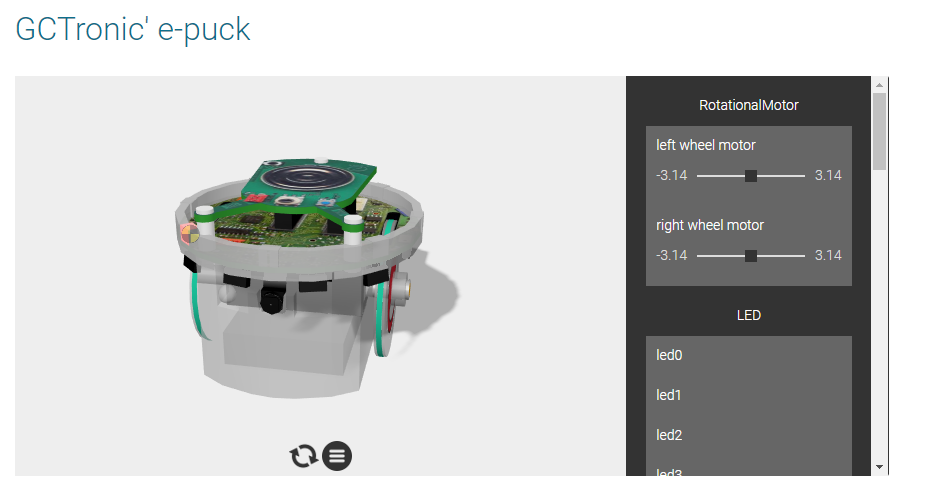 GCTronic' e-puck
RotationalMotor
left wheel motor
-3.14 3.14
right wheel motor
-3.14 3.14
LED
led0
led1
led2
led3